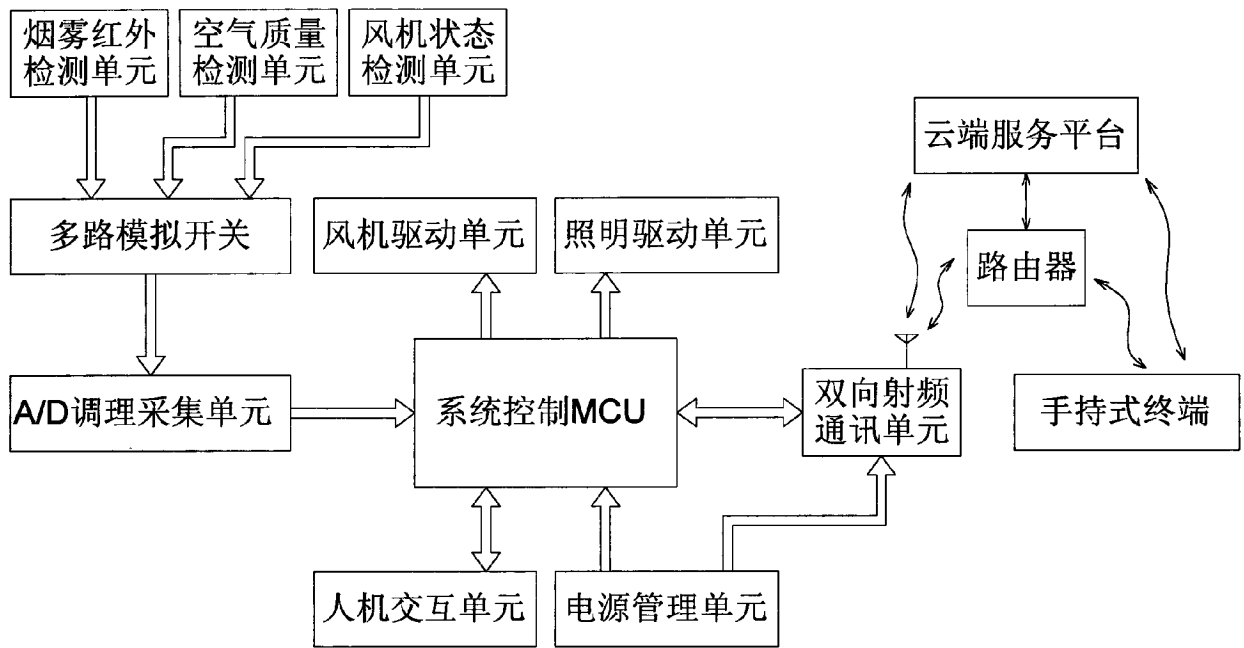 烟雾红外
检测单元
空气质量
检测单元
风机状态
检测单元
云端服务平台
多路模拟开关
风机驱动单元
照明驱动单元
路由器
A/D调理采集单元
系统控制MCU
双向射频
通讯单元
手持式终端
人机交互单元
电源管理单元